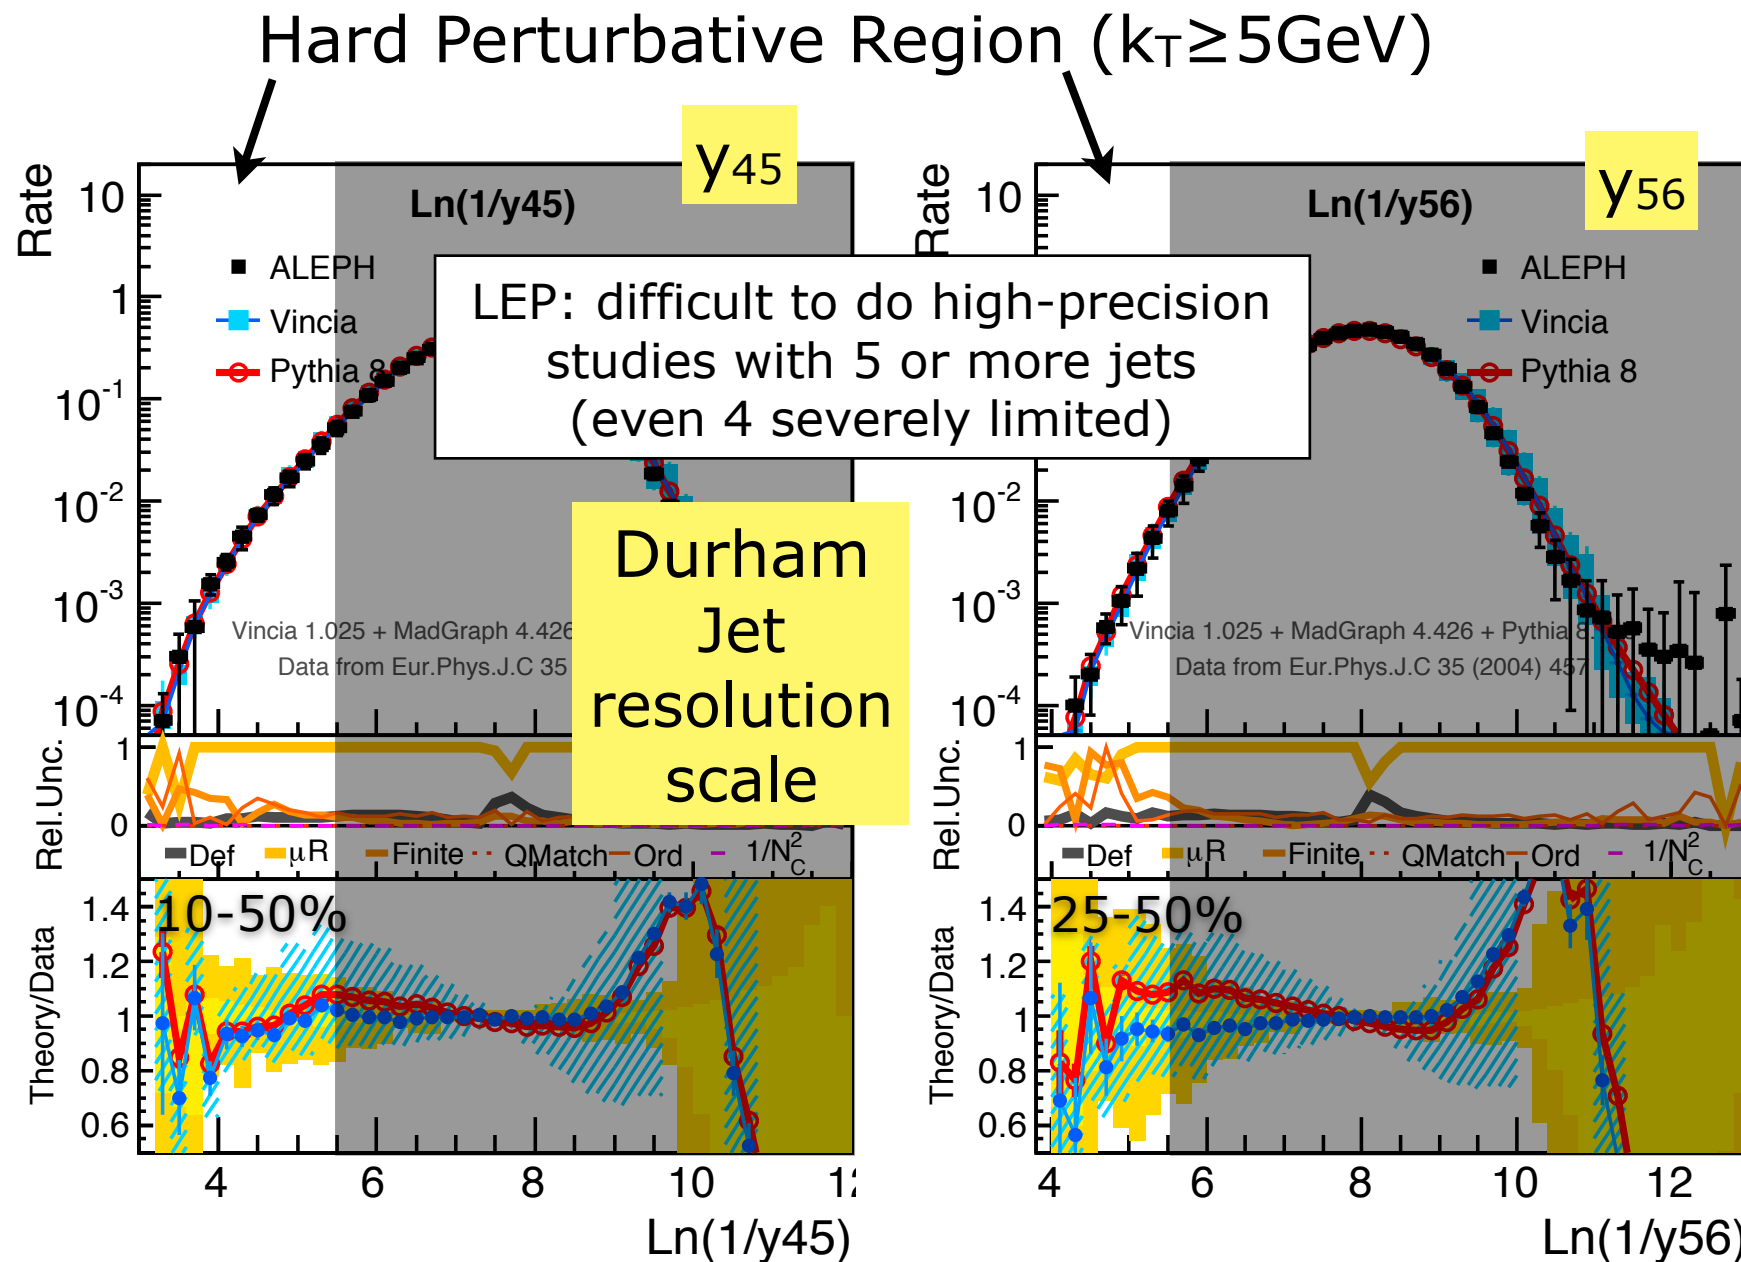 Hard Perturbative Region (kT≥5GeV)
y45
Rate
Ln(1/y45)
10
1
10-1
10-2
10-3
10-4
ALEPH
Vincia
Pythia 8
Vincia 1.025 + MadGraph 4.426
Data from Eur.Phys.J.C 35
y56
Rate
Ln(1/y56)
10
10-2
10-3
10-4
ALEPH
Vincia
Pythia 8
Vincia 1.025 + MadGraph 4.426 + Pythia 8.
Data from Eur.Phys.J.C 35 (2004) 457
LEP: difficult to do high-precision
studies with 5 or more jets
(even 4 severely limited)
Durham
Jet
resolution
scale
Rel.Unc.
1
0
Def μR Finite QMatch Ord 1/N2C
Rel.Unc.
1
0
Def μR Finite QMatch Ord 1/N2C
Theory/Data
10-50%
1.4
1.2
1
0.8
0.6
4 6 8 10
Ln(1/y45)
Theory/Data
25-50%
1.4
1.2
1
0.8
0.6
4 6 8 10 12
Ln(1/y56)